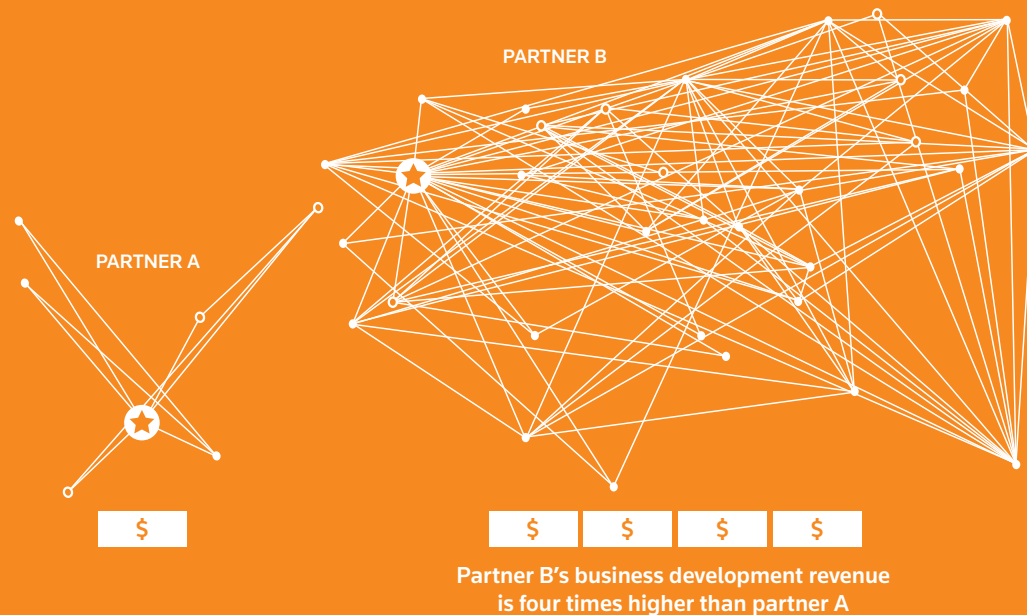 PARTNER B
PARTNER A
$
$ $ $ $
Partner B’s business development revenue
is four times higher than partner A